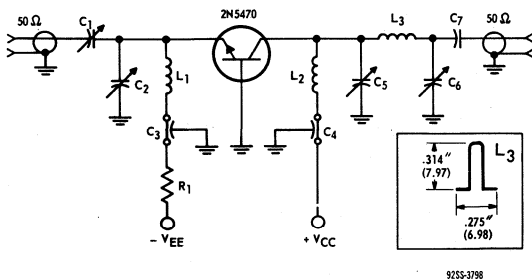 50 Ω
C1
2N5470
L3
C7
50 Ω
C2
L1
L2
C5
C6
C3
C4
R1
- VEE
+ VCC
L3
.314"
(7.97)
.275"
(6.98)
92SS-3798